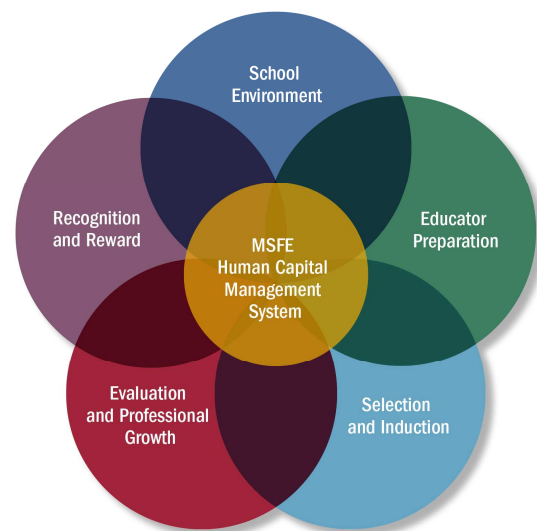 School
Environment
Recognition
and Reward
Educator
Preparation
MSFE
Human Capital
Management
System
Evaluation
and Professional
Growth
Selection
and Induction